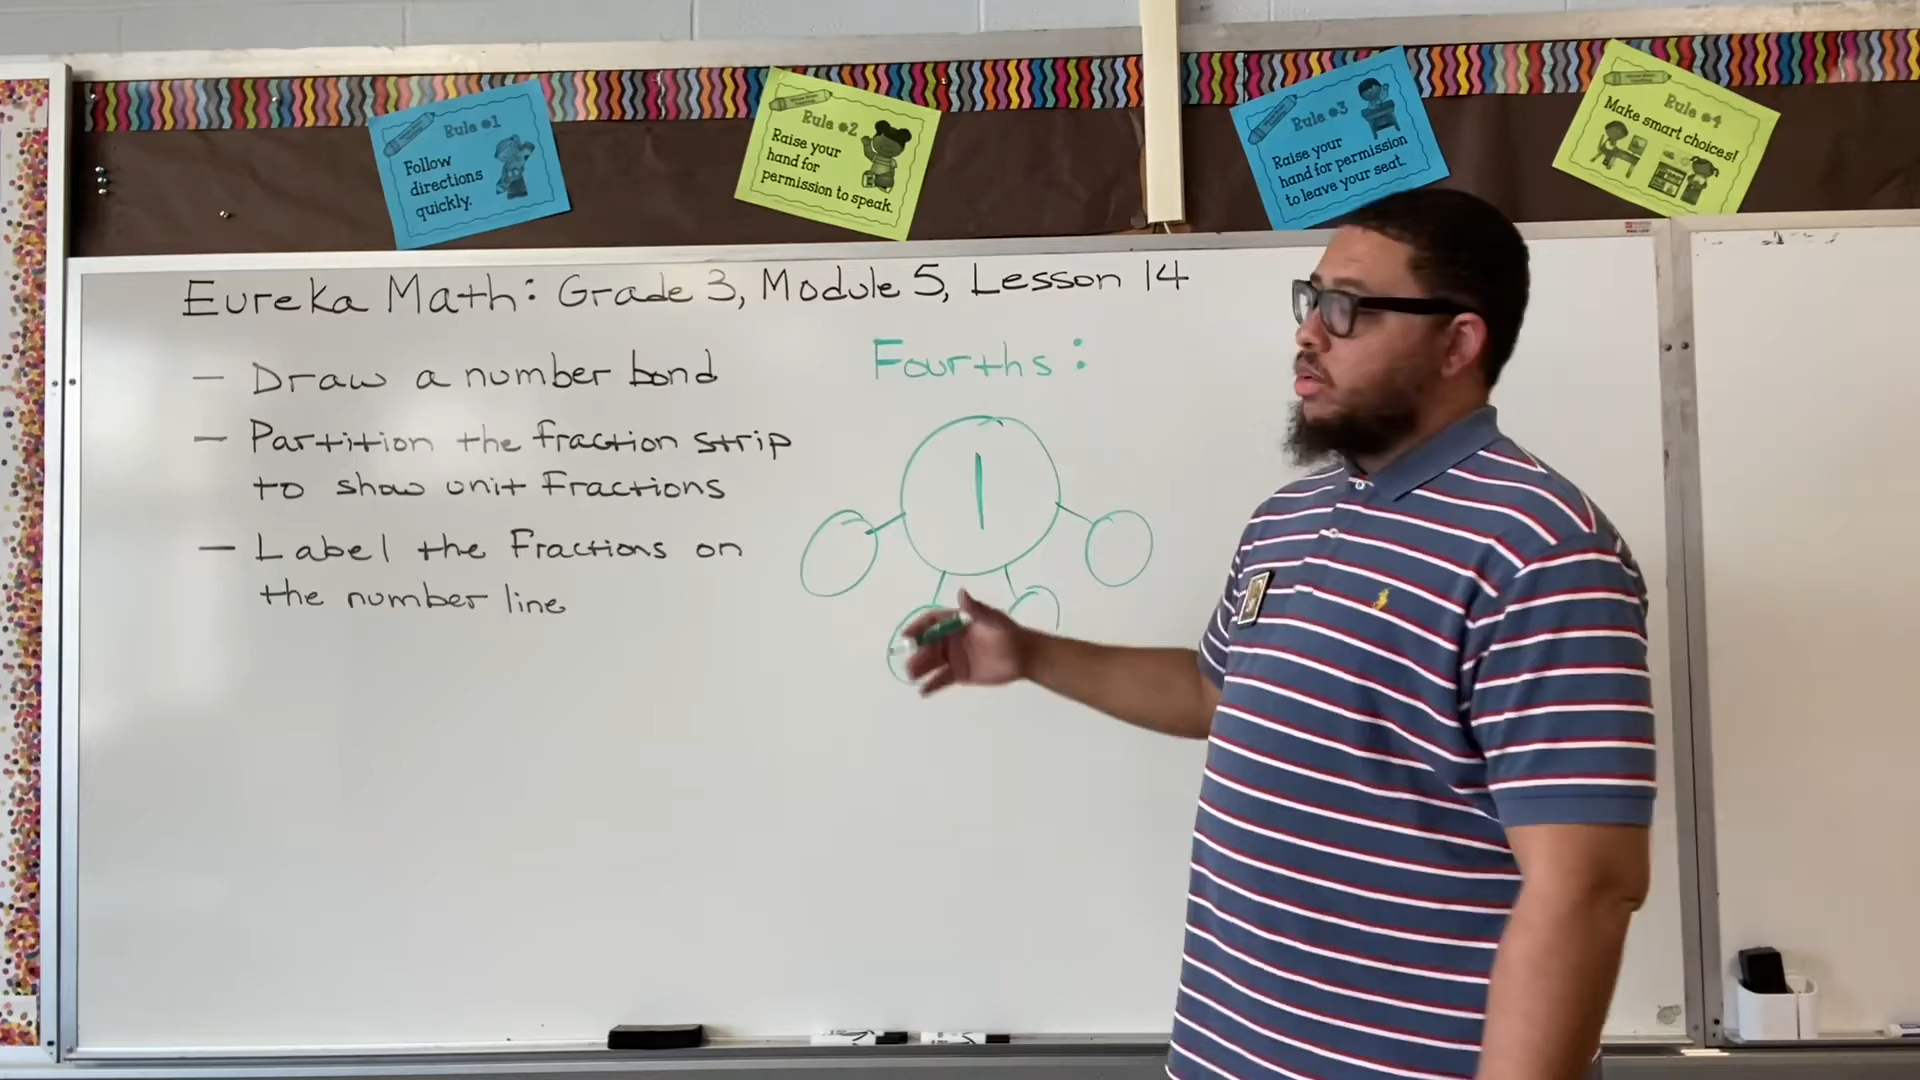 Rule #1
Follow
directions
quickly.
Rule #2
Raise your
hand for
permission to speak.
Rule #3
Raise your
hand for permission
to leave your seat.
Rule #4
Make smart choices!
Eureka Math: Grade 3, Module 5, Lesson 14
- Draw a number bond
- Partition the fraction strip
to show unit Fractions
- Label the Fractions on
the number line
Fourths:
1